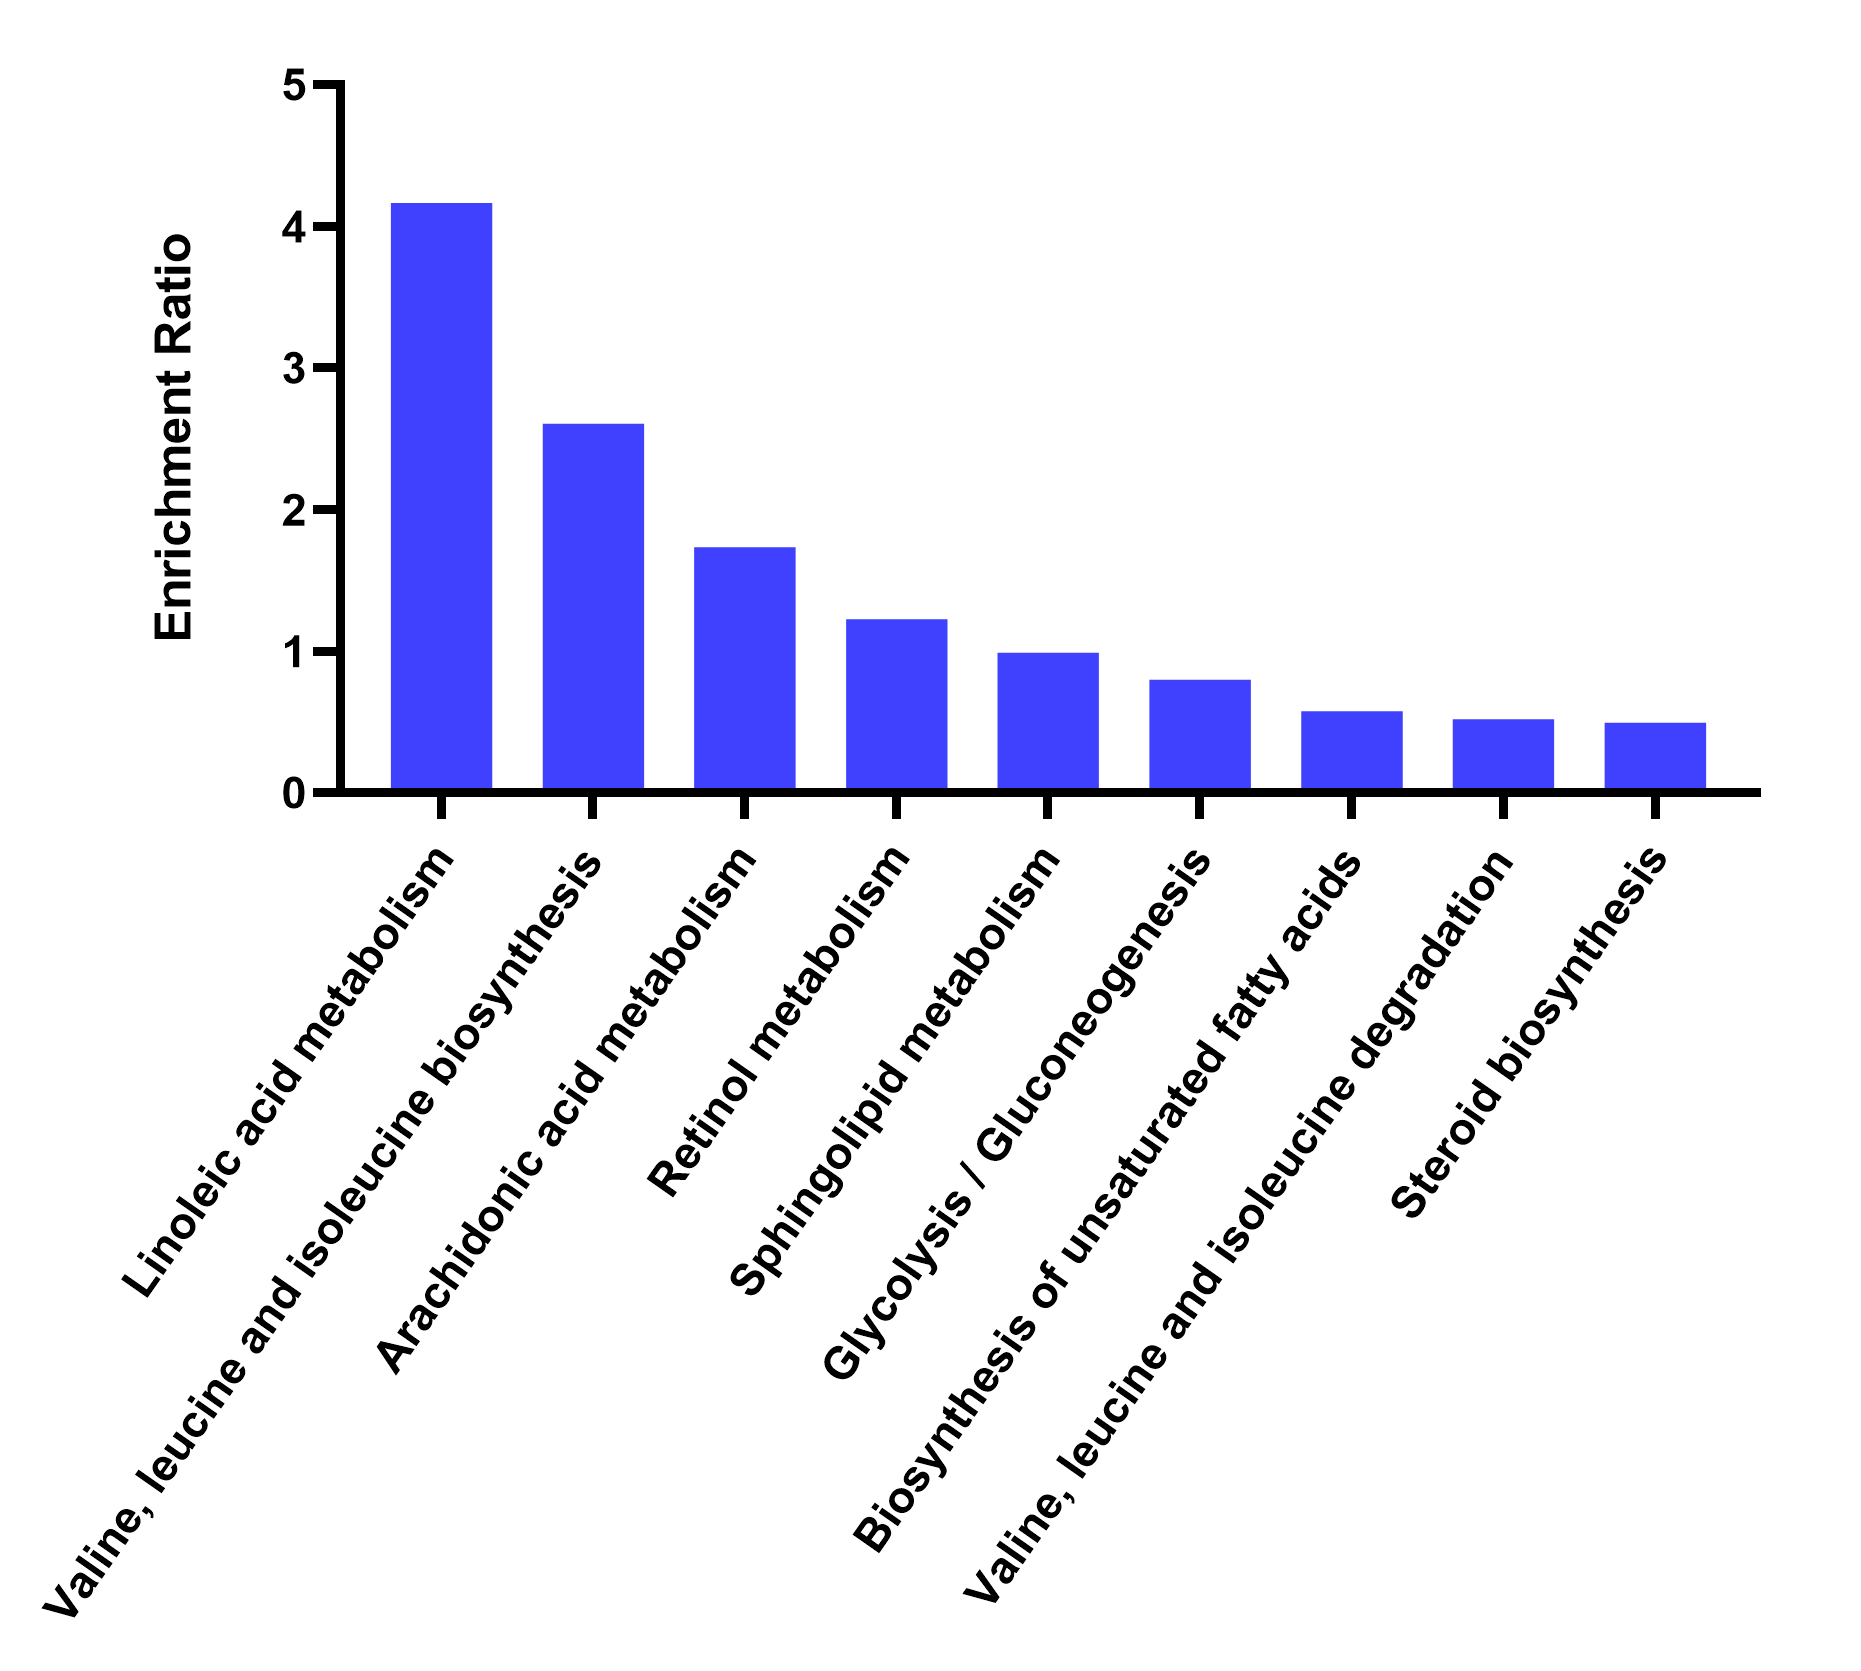 Enrichment Ratio
5
4
3
2
1
0
Linoleic acid metabolism
Valine, leucine and isoleucine biosynthesis
Arachidonic acid metabolism
Retinol metabolism
Sphingolipid metabolism
Glycolysis / Gluconeogenesis
Biosynthesis of unsaturated fatty acids
Valine, leucine and isoleucine degradation
Steroid biosynthesis